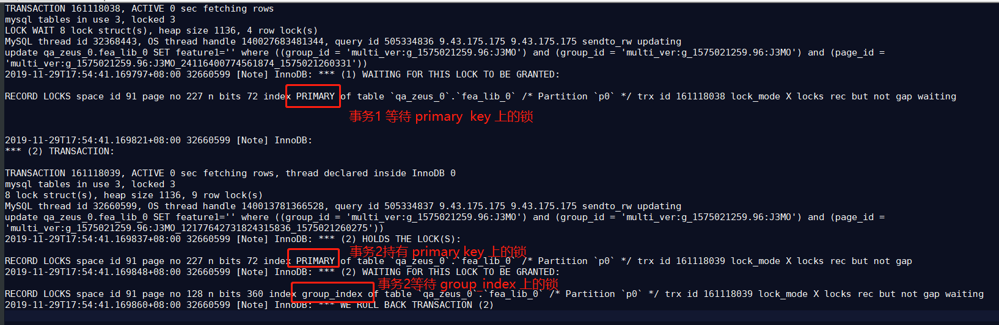 TRANSACTION 161118038, ACTIVE 0 sec fetching rows
mysql tables in use 3, locked 3
LOCK WAIT 8 lock struct(s), heap size 1136, 4 row lock(s)
MySQL thread id 32368443, OS thread handle 140027683481344, query id 505334836 9.43.175.175 9.43.175.175 sendto_rw updating
update qa_zeus_0.fea_lib_0 SET feature1='' where ((group_id = 'multi_ver:g_1575021259.96:J3MO') and (group_id = 'multi_ver:g_1575021259.96:J3MO') and (page_id =
'multi_ver:g_1575021259.96:J3MO_24116400774561874_1575021260331'))
2019-11-29T17:54:41.169797+08:00 32660599 [Note] InnoDB: *** (1) WAITING FOR THIS LOCK TO BE GRANTED:
RECORD LOCKS space id 91 page no 227 n bits 72 index PRIMARY of table `qa_zeus_0`.`fea_lib_0` /* Partition `p0` */ trx id 161118038 lock_mode X locks rec but not gap waiting
事务1 等待 primary key 上的锁
2019-11-29T17:54:41.169821+08:00 32660599 [Note] InnoDB:
*** (2) TRANSACTION:
TRANSACTION 161118039, ACTIVE 0 sec fetching rows, thread declared inside InnoDB 0
mysql tables in use 3, locked 3
8 lock struct(s), heap size 1136, 9 row lock(s)
MySQL thread id 32660599, OS thread handle 140013781366528, query id 505334837 9.43.175.175 9.43.175.175 sendto_rw updating
update qa_zeus_0.fea_lib_0 SET feature1='' where ((group_id = 'multi_ver:g_1575021259.96:J3MO') and (group_id = 'multi_ver:g_1575021259.96:J3MO') and (page_id =
'multi_ver:g_1575021259.96:J3MO_12177642731824315836_1575021260275'))
2019-11-29T17:54:41.169837+08:00 32660599 [Note] InnoDB: *** (2) HOLDS THE LOCK(S):
事务2持有 primary key 上的锁
RECORD LOCKS space id 91 page no 227 n bits 72 index PRIMARY of table `qa_zeus_0`.`fea_lib_0` /* Partition `p0` */ trx id 161118039 lock_mode X locks rec but not gap
2019-11-29T17:54:41.169848+08:00 32660599 [Note] InnoDB: *** (2) WAITING FOR THIS LOCK TO BE GRANTED:
事务2等待 group index 上的锁
RECORD LOCKS space id 91 page no 128 n bits 360 index group_index of table `qa_zeus_0`.`fea_lib_0` /* Partition `p0` */ trx id 161118039 lock_mode X locks rec but not gap waiting
2019-11-29T17:54:41.169860+08:00 32660599 [Note] InnoDB: *** WE ROLL BACK TRANSACTION (2)